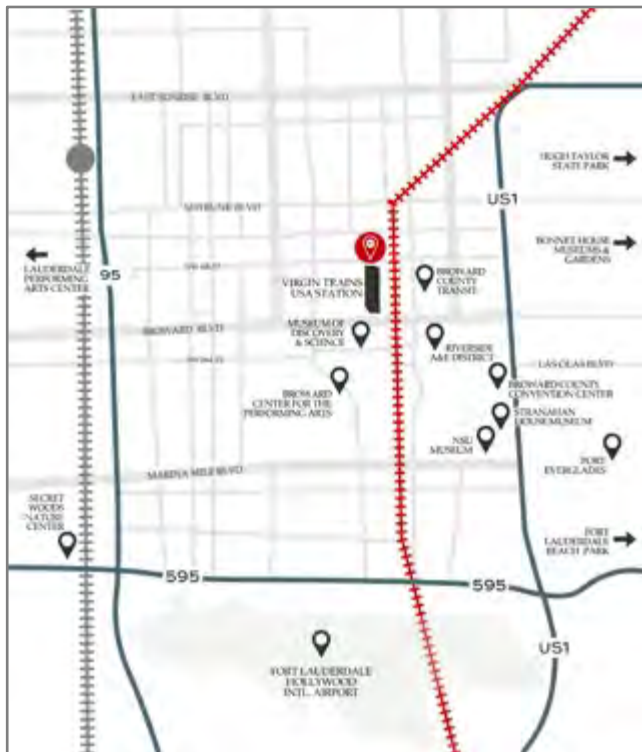 EAST SUNRISE BLVD
HUGH TAYLOR
STATE PARK
US1
SISTRUNK BLVD
BONNET HOUSE
MUSEUMS &
GARDENS
LAUDERDALE
PERFORMING
ARTS CENTER
95
VIRGIN TRAINS
USA STATION
BROWARD
COUNTY
TRANSIT
BROWARD BLVD
MUSEUM OF
DISCOVERY
& SCIENCE
RIVERSIDE
A&E DISTRICT
LAS OLAS BLVD
BROWARD
CENTER FOR THE
PERFORMING ARTS
BROWARD COUNTY
CONVENTION CENTER
STRANAHAN
HOUSE MUSEUM
NSU
MUSEUM
PORT
EVERGLADES
MARINA MILE BLVD
SECRET
WOODS
NATURE
CENTER
FORT
LAUDERDALE
BEACH PARK
595
595
US1
FORT LAUDERDALE
HOLLYWOOD
INTL. AIRPORT